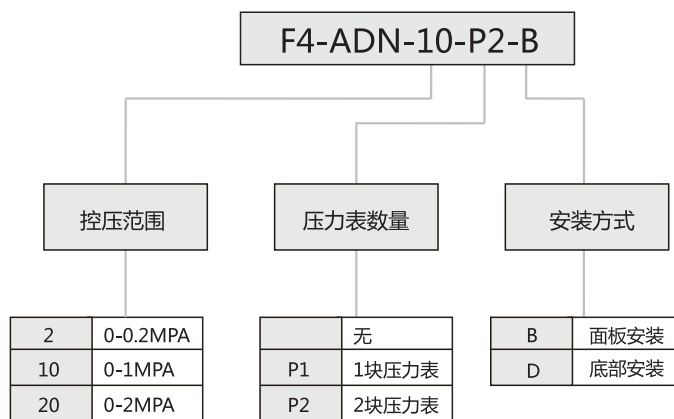 F4-ADN-10-P2-B
控压范围
压力表数量
安装方式
2 0-0.2MPA
10 0-1MPA
20 0-2MPA
无
P1 1块压力表
P2 2块压力表
B 面板安装
D 底部安装